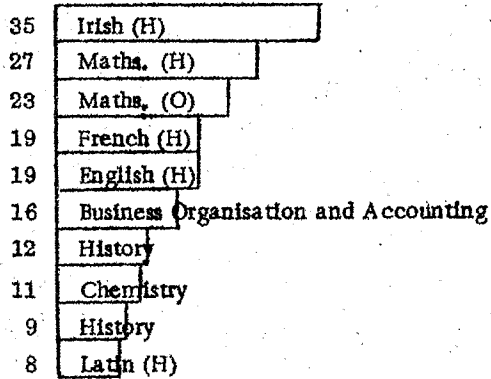 35 Irish (H)
27 Maths. (H)
23 Maths. (O)
19 French (H)
19 English (H)
16 Business Organisation and Accounting
12 History
11 Chemistry
9 History
8 Latin (H)